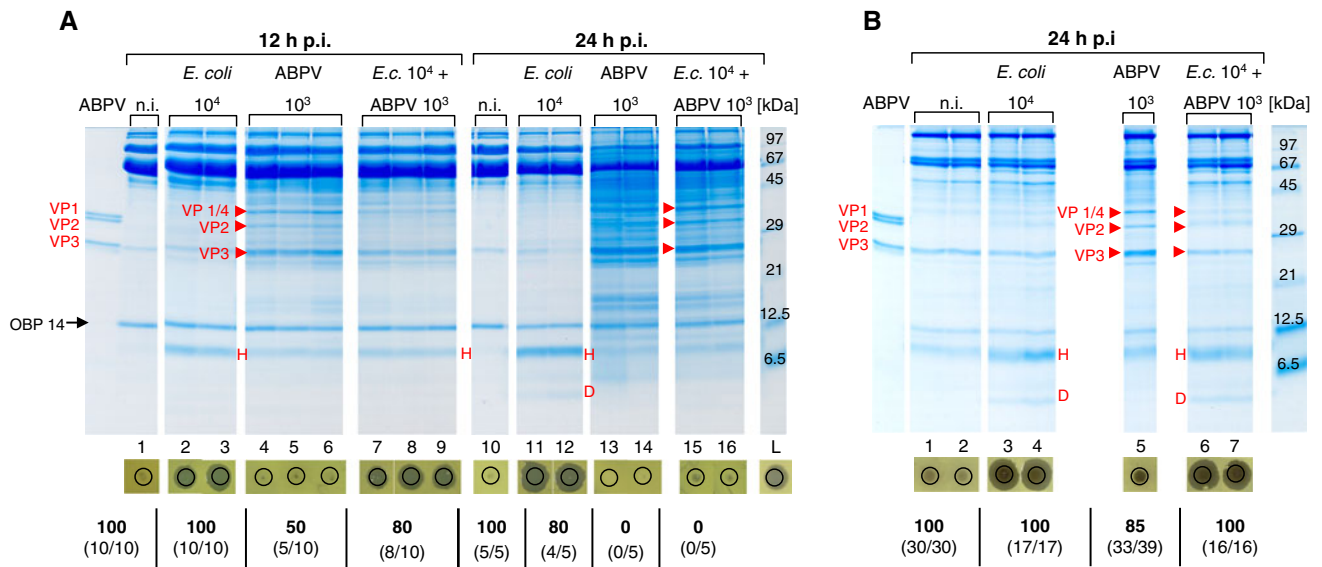 A
12 h p.i.
24 h p.i.
E. coli
ABPV
E.c. 10⁴ +
E. coli
ABPV
E.c. 10⁴ +
ABPV
n.i.
10⁴
10³
ABPV 10³
n.i.
10⁴
10³
ABPV 10³
[kDa]
97
67
45
VP1
VP 1/4
VP2
VP2
29
VP3
VP3
21
OBP 14
12.5
H
H
H
6.5
D
1 2 3 4 5 6 7 8 9 10 11 12 13 14 15 16 L
100 100 50 80 100 80 0 0
(10/10) (10/10) (5/10) (8/10) (5/5) (4/5) (0/5) (0/5)
B
24 h p.i
E. coli
ABPV
E.c. 10⁴ +
ABPV
n.i.
10⁴
10³
ABPV 10³
[kDa]
97
67
45
VP1
VP 1/4
VP2
VP2
29
VP3
VP3
21
12.5
H
H
6.5
D
D
1 2 3 4 5 6 7
100 100 85 100
(30/30) (17/17) (33/39) (16/16)